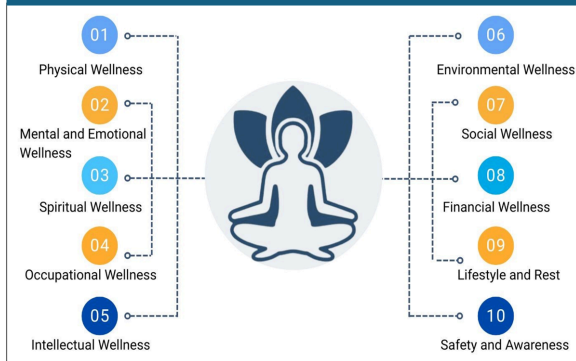 01
Physical Wellness
02
Mental and Emotional
Wellness
03
Spiritual Wellness
04
Occupational Wellness
05
Intellectual Wellness
06
Environmental Wellness
07
Social Wellness
08
Financial Wellness
09
Lifestyle and Rest
10
Safety and Awareness